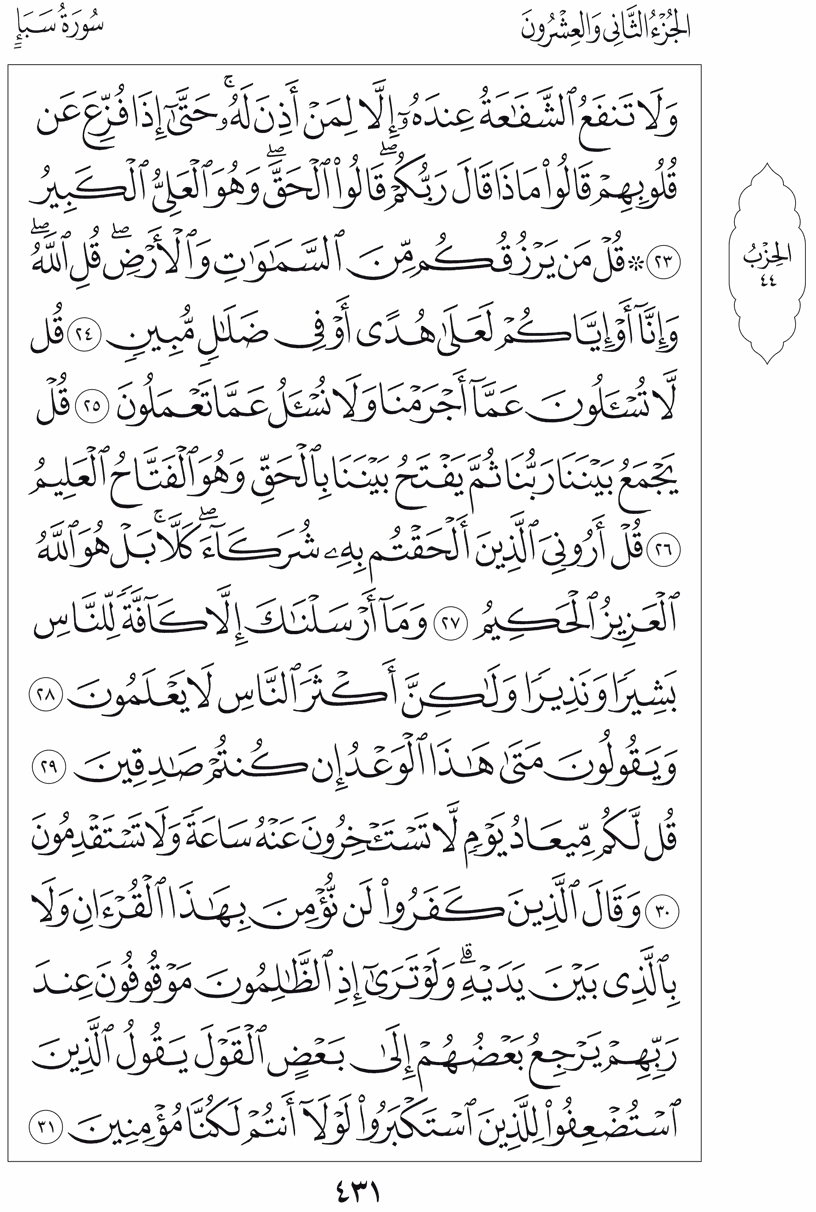 الجُزْءُ الثَّانِي وَالعِشْرُونَ
سُورَةُ سَبَإٍ
وَلَا تَنفَعُ ٱلشَّفَٰعَةُ عِندَهُۥٓ إِلَّا لِمَنْ أَذِنَ لَهُۥۚ حَتَّىٰٓ إِذَا فُزِّعَ عَن
قُلُوبِهِمْ قَالُوا۟ مَاذَا قَالَ رَبُّكُمْۖ قَالُوا۟ ٱلْحَقَّۖ وَهُوَ ٱلْعَلِىُّ ٱلْكَبِيرُ
٢٣ ۞ قُلْ مَن يَرْزُقُكُم مِّنَ ٱلسَّمَٰوَٰتِ وَٱلْأَرْضِۖ قُلِ ٱللَّهُۖ
وَإِنَّآ أَوْ إِيَّاكُمْ لَعَلَىٰ هُدًى أَوْ فِى ضَلَٰلٍ مُّبِينٍ ٢٤ قُل
لَّا تُسْـَٔلُونَ عَمَّآ أَجْرَمْنَا وَلَا نُسْـَٔلُ عَمَّا تَعْمَلُونَ ٢٥ قُلْ
يَجْمَعُ بَيْنَنَا رَبُّنَا ثُمَّ يَفْتَحُ بَيْنَنَا بِٱلْحَقِّ وَهُوَ ٱلْفَتَّاحُ ٱلْعَلِيمُ
٢٦ قُلْ أَرُونِىَ ٱلَّذِينَ أَلْحَقْتُم بِهِۦ شُرَكَآءَۖ كَلَّاۚ بَلْ هُوَ ٱللَّهُ
ٱلْعَزِيزُ ٱلْحَكِيمُ ٢٧ وَمَآ أَرْسَلْنَٰكَ إِلَّا كَآفَّةً لِّلنَّاسِ
بَشِيرًا وَنَذِيرًا وَلَٰكِنَّ أَكْثَرَ ٱلنَّاسِ لَا يَعْلَمُونَ ٢٨
وَيَقُولُونَ مَتَىٰ هَٰذَا ٱلْوَعْدُ إِن كُنتُمْ صَٰدِقِينَ ٢٩
قُل لَّكُم مِّيعَادُ يَوْمٍ لَّا تَسْتَـْٔخِرُونَ عَنْهُ سَاعَةً وَلَا تَسْتَقْدِمُونَ
٣٠ وَقَالَ ٱلَّذِينَ كَفَرُوا۟ لَن نُّؤْمِنَ بِهَٰذَا ٱلْقُرْءَانِ وَلَا
بِٱلَّذِى بَيْنَ يَدَيْهِۗ وَلَوْ تَرَىٰٓ إِذِ ٱلظَّٰلِمُونَ مَوْقُوفُونَ عِندَ
رَبِّهِمْ يَرْجِعُ بَعْضُهُمْ إِلَىٰ بَعْضٍ ٱلْقَوْلَ يَقُولُ ٱلَّذِينَ
ٱسْتُضْعِفُوا۟ لِلَّذِينَ ٱسْتَكْبَرُوا۟ لَوْلَآ أَنتُمْ لَكُنَّا مُؤْمِنِينَ ٣١
الحِزْبُ
٤٤
٤٣١